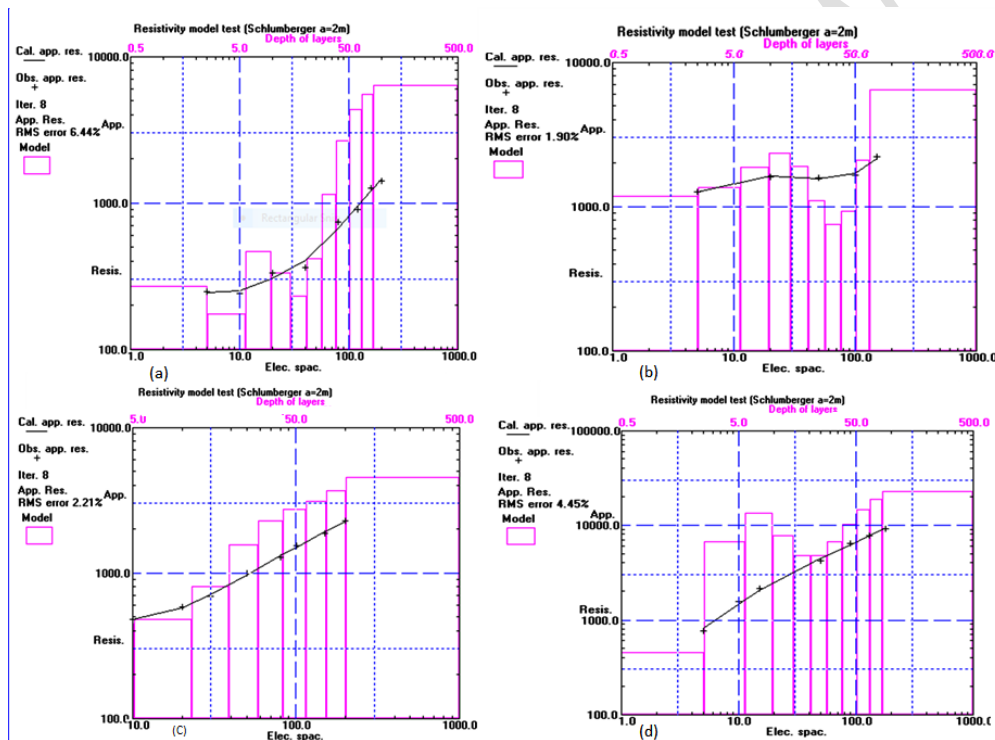 Resistivity model test (Schlumberger a=2m)
Depth of layers
0.5 5.0 50.0 500.0
Cal. app. res.
10000.0
Obs. app. res.
+
Iter. 8
App. Res.
RMS error 6.44%
App.
Model
1000.0
Rectangular
Resis.
100.0
1.0 10.0 100.0 1000.0
(a)
Elec. spac.
Resistivity model test (Schlumberger a=2m)
Depth of layers
0.5 5.0 50.0 500.0
Cal. app. res.
10000.0
Obs. app. res.
+
Iter. 8
App. Res.
RMS error 1.90%
App.
Model
1000.0
Resis.
100.0
1.0 10.0 100.0 1000.0
(b)
Elec. spac.
Resistivity model test (Schlumberger a=2m)
Depth of layers
5.0 50.0 500.0
Cal. app. res.
10000.0
Obs. app. res.
+
Iter. 8
App. Res.
RMS error 2.21%
App.
Model
1000.0
Resis.
100.0
10.0 100.0 1000.0
(C)
Elec. spac.
Resistivity model test (Schlumberger a=2m)
Depth of layers
0.5 5.0 50.0 500.0
Cal. app. res.
100000.0
Obs. app. res.
+
Iter. 8
App. Res.
RMS error 4.45%
App.
Model
10000.0
1000.0
Resis.
100.0
1.0 10.0 100.0 1000.0
(d)
Elec. spac.